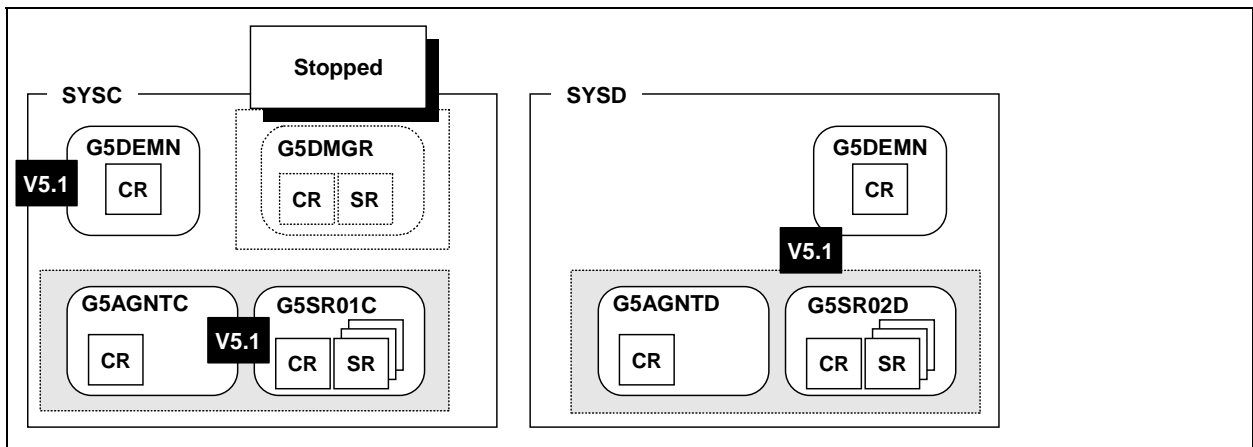 Stopped
SYSC
G5DEMN
CR
V5.1
G5DMGR
CR SR
G5AGNTC
CR
V5.1
G5SR01C
CR SR
SYSD
G5DEMN
CR
V5.1
G5AGNTD
CR
G5SR02D
CR SR